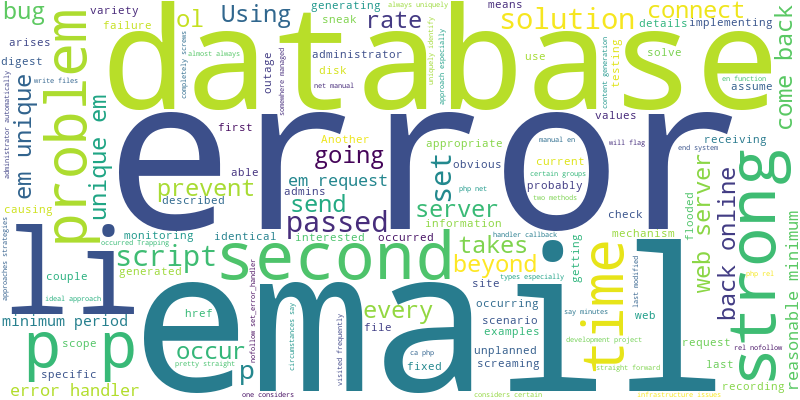 bug
variety
arises
failure
ol
Using
generating
sneak
rate
means
administrator
solution
connect
details
implementing
always uniquely
come back
problem
digest
completely screws
almost always
database
outage
somewhere managed
disk
net manual
testing
solve
use
uniquely identify
approach especially
content generation
assume
en function
write files
administrator automatically
em unique
unique em
error
first
Another
going
able
em request
admins
prevent
described
send
passed
set
appropriate
obvious
probably
current
certain groups
php net
two methods
manual en
values
will flag
check
receiving
end system
server
information
causing
monitoring
identical
interested
occurred
handler callback
mechanism
flooded
web server
back online
strong
reasonable minimum
approaches strategies
li
occurred Trapping
script
generated
second
takes
beyond
types especially
getting
time
site
occurring
scenario
examples
unplanned
screaming
fixed
ca php
every
file
couple
ideal approach
minimum period
href
nofollow set_error_handler
circumstances say
visited frequently
email
last modified
web
say minutes
development project
straight forward
request
last
recording
php rel
rel nofollow
p
p
p
occur
scope
pretty straight
specific
error handler
one considers
considers certain
infrastructure issues